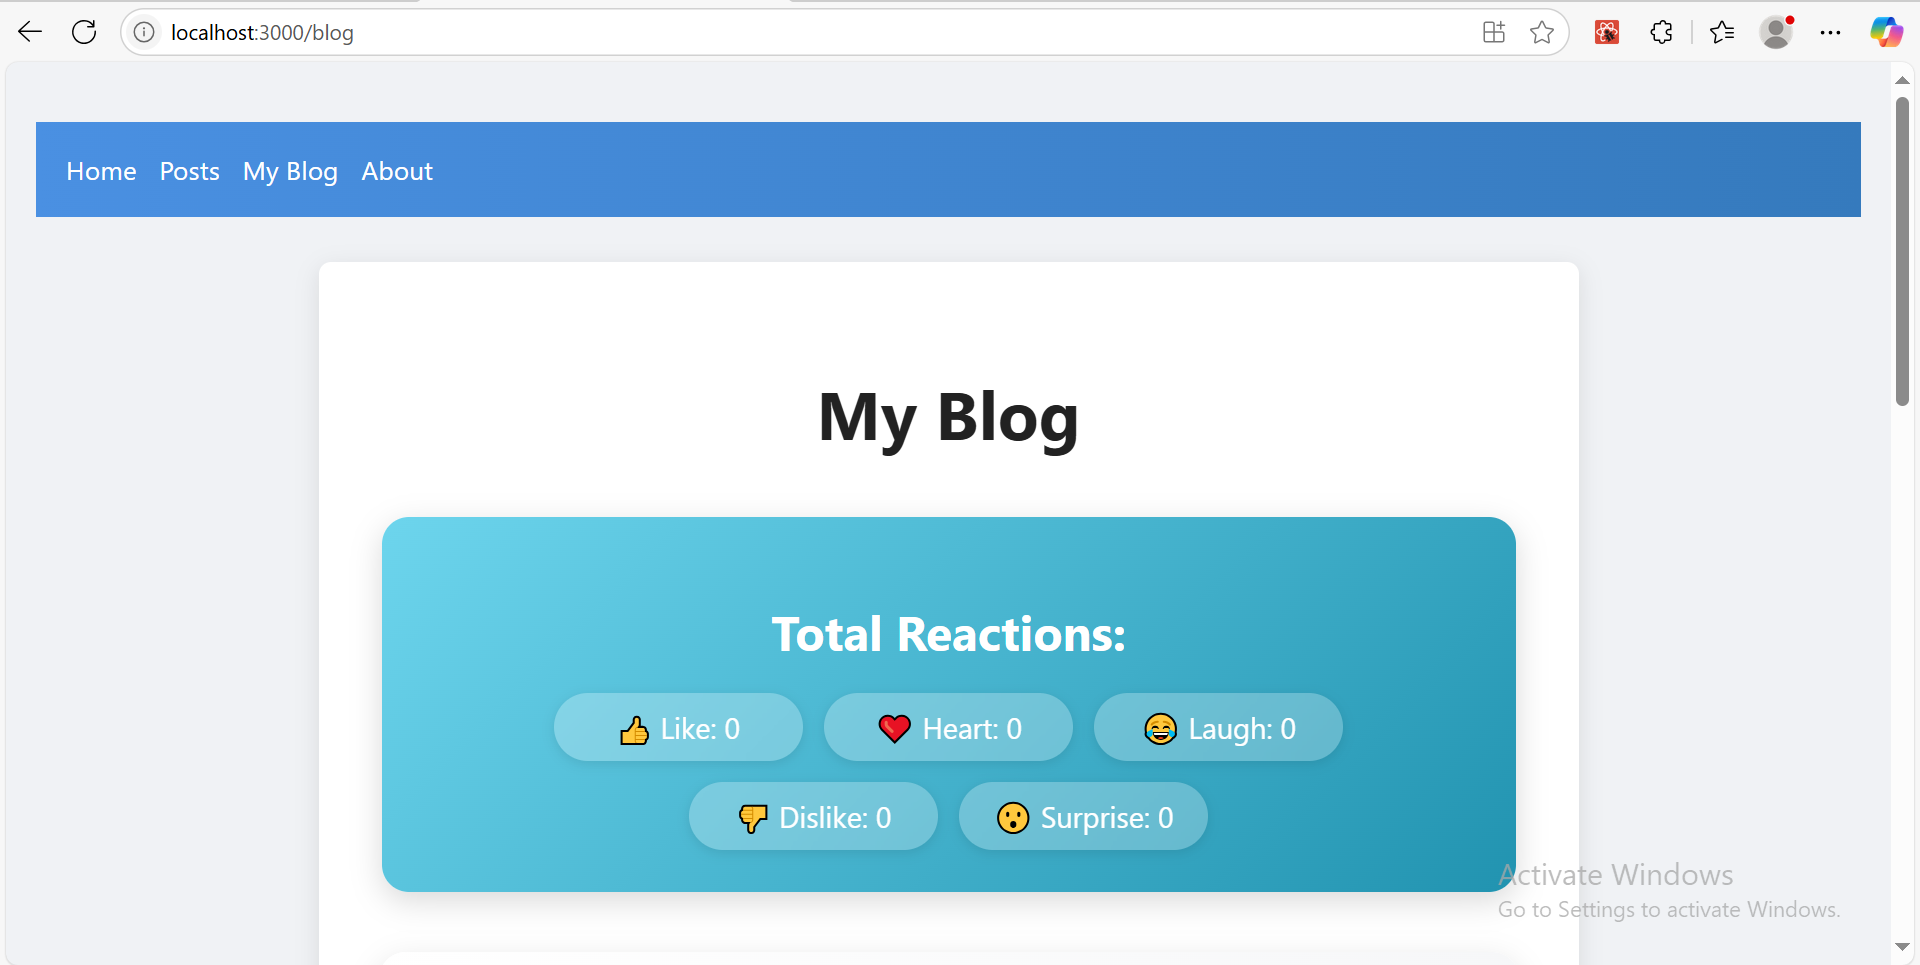 localhost:3000/blog
Home Posts My Blog About
My Blog
Total Reactions:
👍 Like: 0 ❤️ Heart: 0 😂 Laugh: 0
👎 Dislike: 0 😮 Surprise: 0
Activate Windows
Go to Settings to activate Windows.